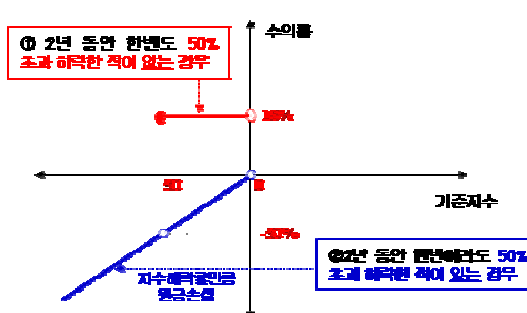 수익률
① 2년 동안 한번도 50%
초과 하락한 적이 없는 경우
기준지수
-50%
②2년 동안 한번이라도 50%
초과 하락한 적이 있는 경우
지수하락률만큼
원금손실